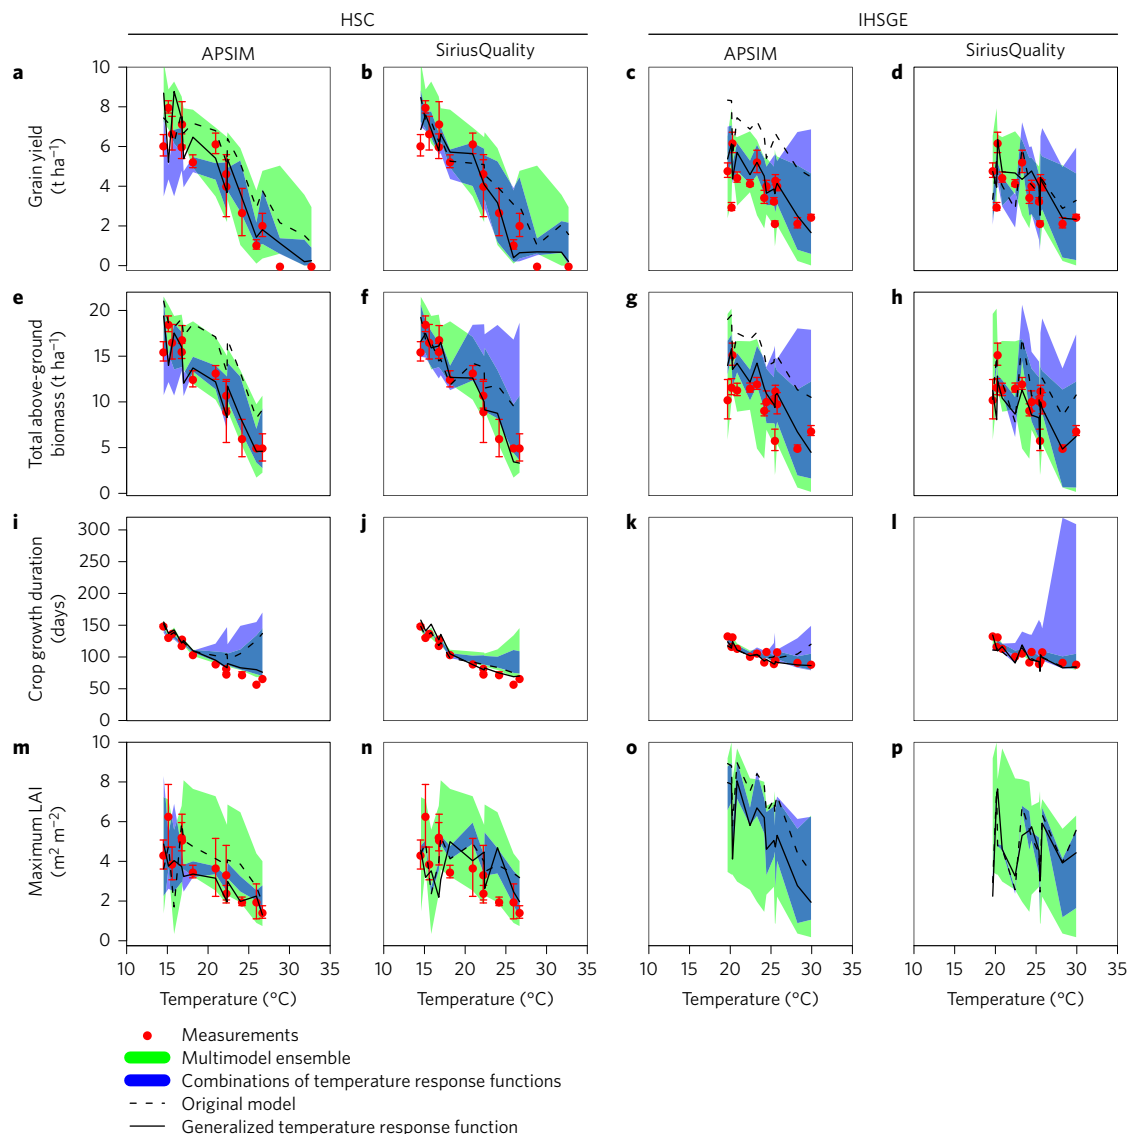 HSC
IHSGE
APSIM
SiriusQuality
APSIM
SiriusQuality
a
b
c
d
Grain yield
(t ha⁻¹)
10
8
6
4
2
0
e
f
g
h
Total above-ground
biomass (t ha⁻¹)
20
15
10
5
0
i
j
k
l
Crop growth duration
(days)
300
250
200
150
100
50
0
m
n
o
p
Maximum LAI
(m² m⁻²)
10
8
6
4
2
0
10 15 20 25 30 35
10 15 20 25 30 35
10 15 20 25 30 35
10 15 20 25 30 35
Temperature (°C)
Temperature (°C)
Temperature (°C)
Temperature (°C)
Measurements
Multimodel ensemble
Combinations of temperature response functions
Original model
Generalized temperature response function